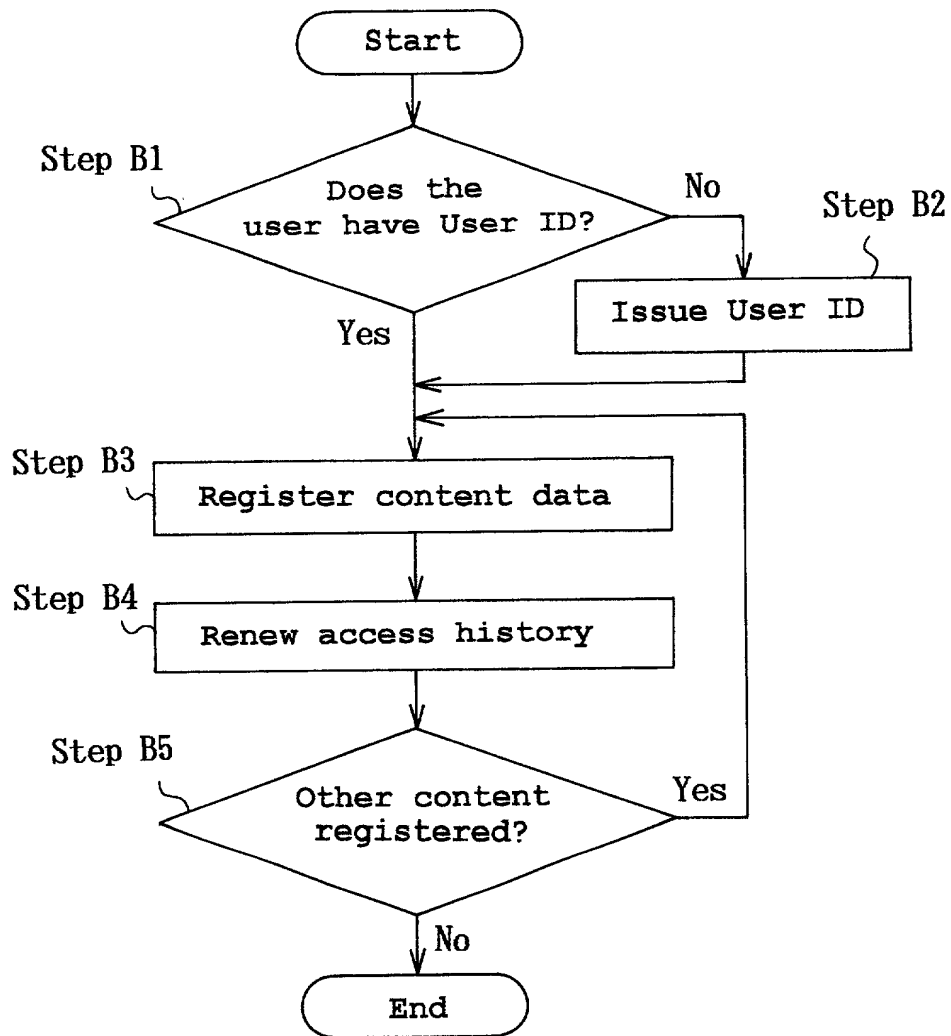 Start
Step B1
Does the
user have User ID?
No
Step B2
Issue User ID
Yes
Step B3
Register content data
Step B4
Renew access history
Step B5
Other content
registered?
Yes
No
End